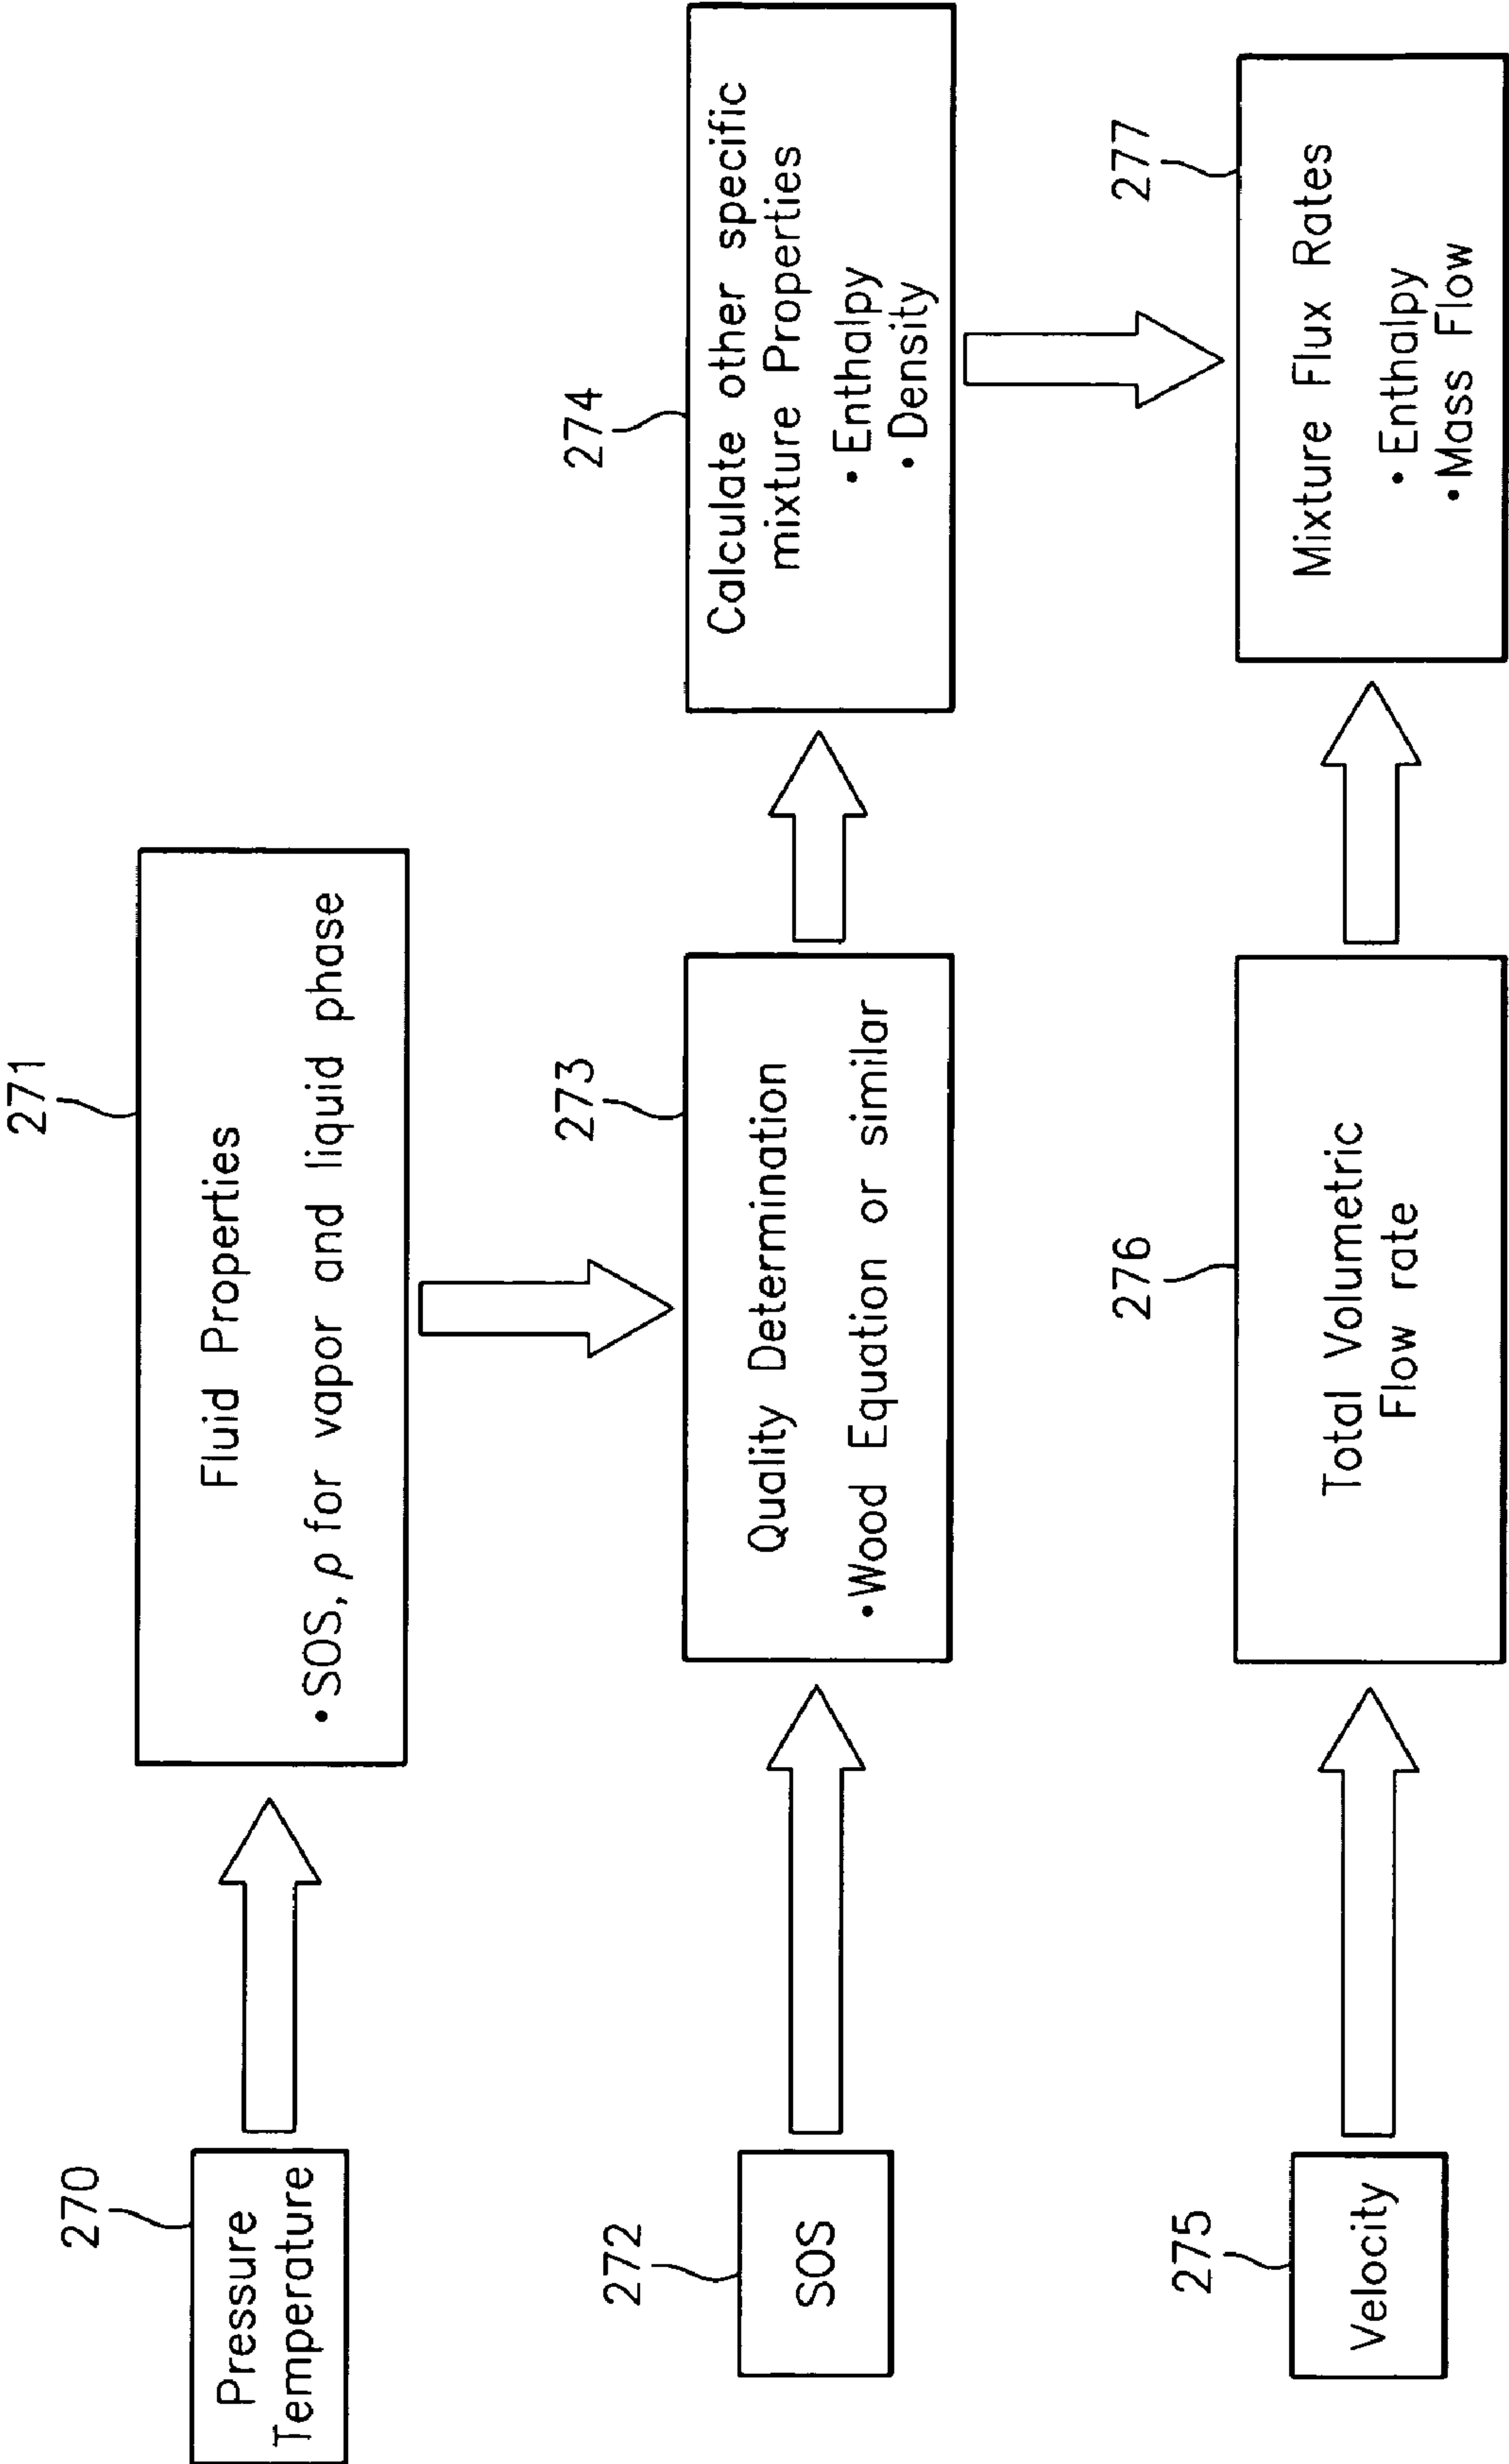 270
Pressure
Temperature
271
Fluid Properties
• SOS, ρ for vapor and liquid phase
272
SOS
273
Quality Determination
• Wood Equation or similar
274
Calculate other specific
mixture Properties
• Enthalpy
• Density
275
Velocity
276
Total Volumetric
Flow rate
277
Mixture Flux Rates
• Enthalpy
• Mass Flow